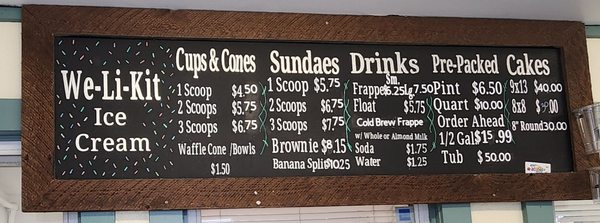 We-Li-Kit
Ice
Cream
Cups & Cones
1 Scoop $4.50
2 Scoops $5.75
3 Scoops $6.75
Waffle Cone /Bowls
$1.50
Sundaes
1 Scoop $5.75
2 Scoops $6.75
3 Scoops $7.75
Brownie $8.15
Banana Split $10.25
Drinks
Sm.
Frappe $6.25 Lg. 7.50
Float $5.75
Cold Brew Frappe
w/ Whole or Almond Milk
Soda $1.75
Water $1.25
Pre-Packed
Pint $6.50
Quart $10.00
Order Ahead
1/2 Gal $15.99
Tub $50.00
Cakes
9x13 $40.00
8x8
8" Round 30.00